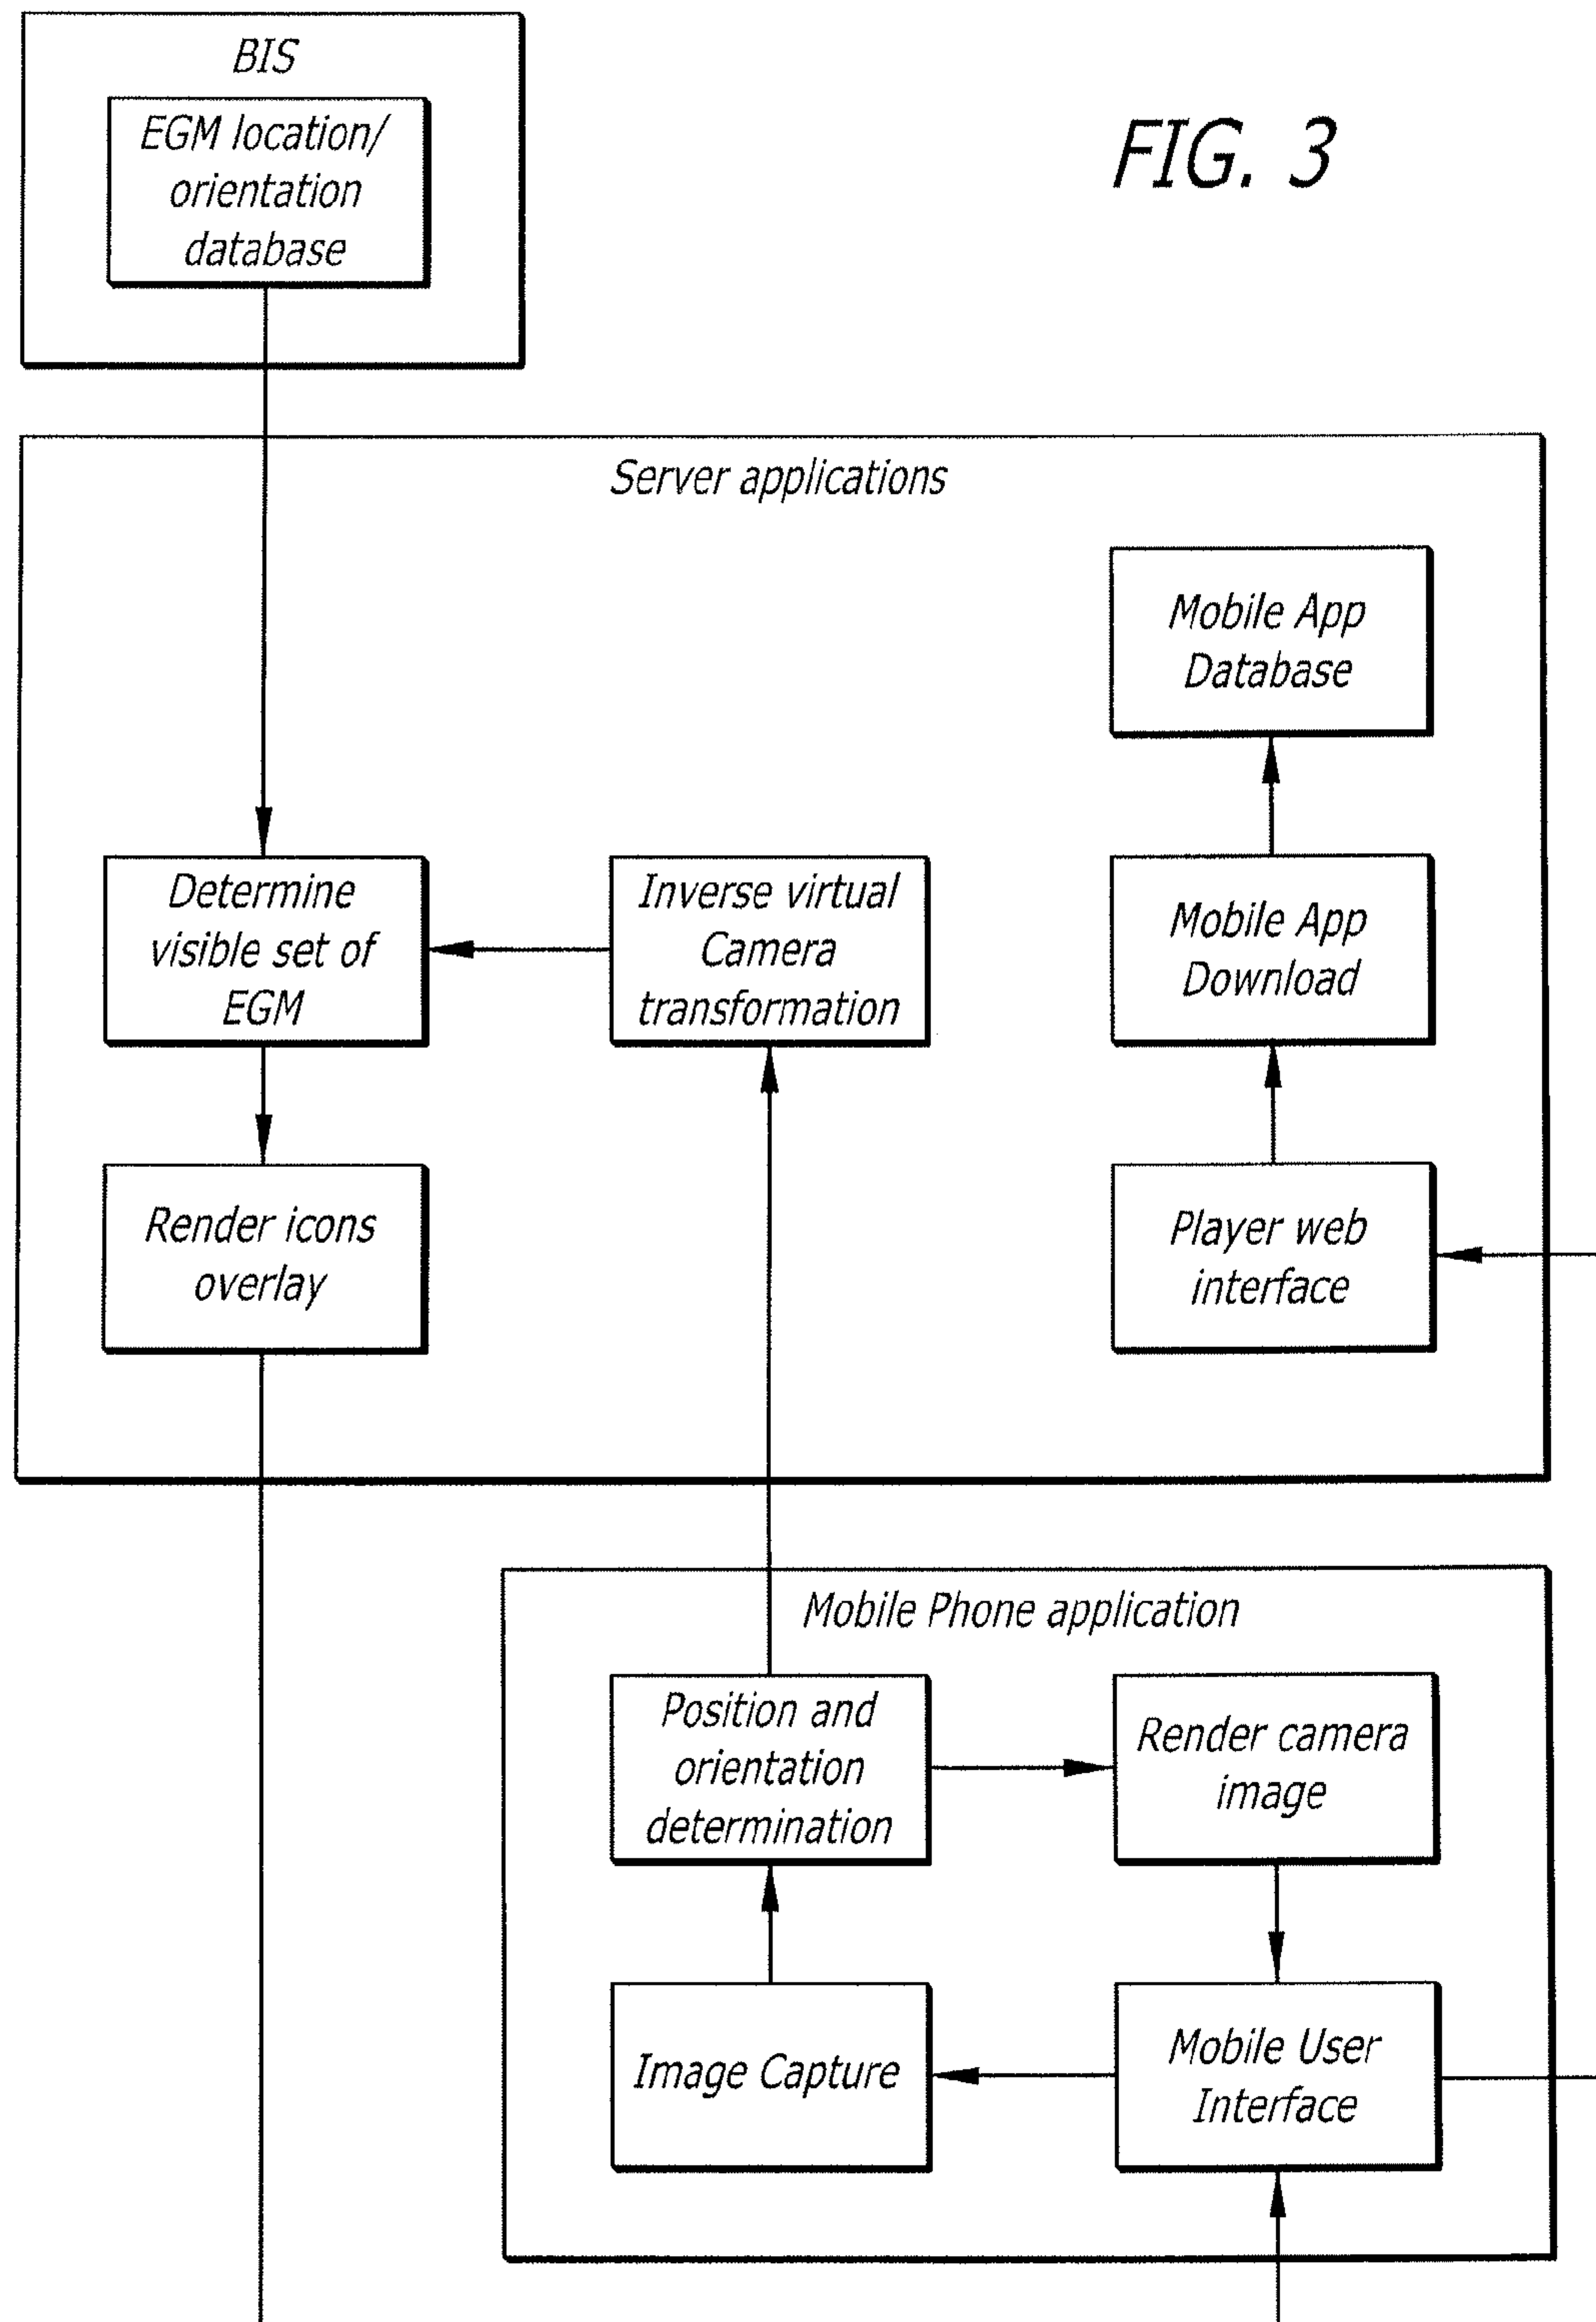 BIS
EGM location/
orientation
database
FIG. 3
Server applications
Mobile App
Database
Determine
visible set of
EGM
Inverse virtual
Camera
transformation
Mobile App
Download
Render icons
overlay
Player web
interface
Mobile Phone application
Position and
orientation
determination
Render camera
image
Image Capture
Mobile User
Interface